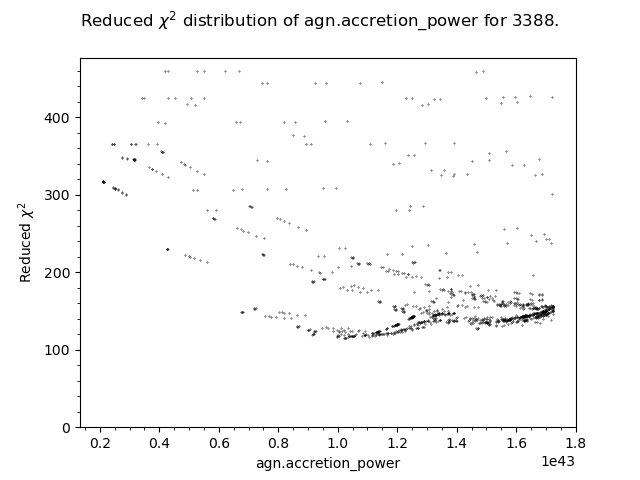 Reduced χ² distribution of agn.accretion_power for 3388.
Reduced χ²
400
300
200
100
0
0.2 0.4 0.6 0.8 1.0 1.2 1.4 1.6 1.8
1e43
agn.accretion_power